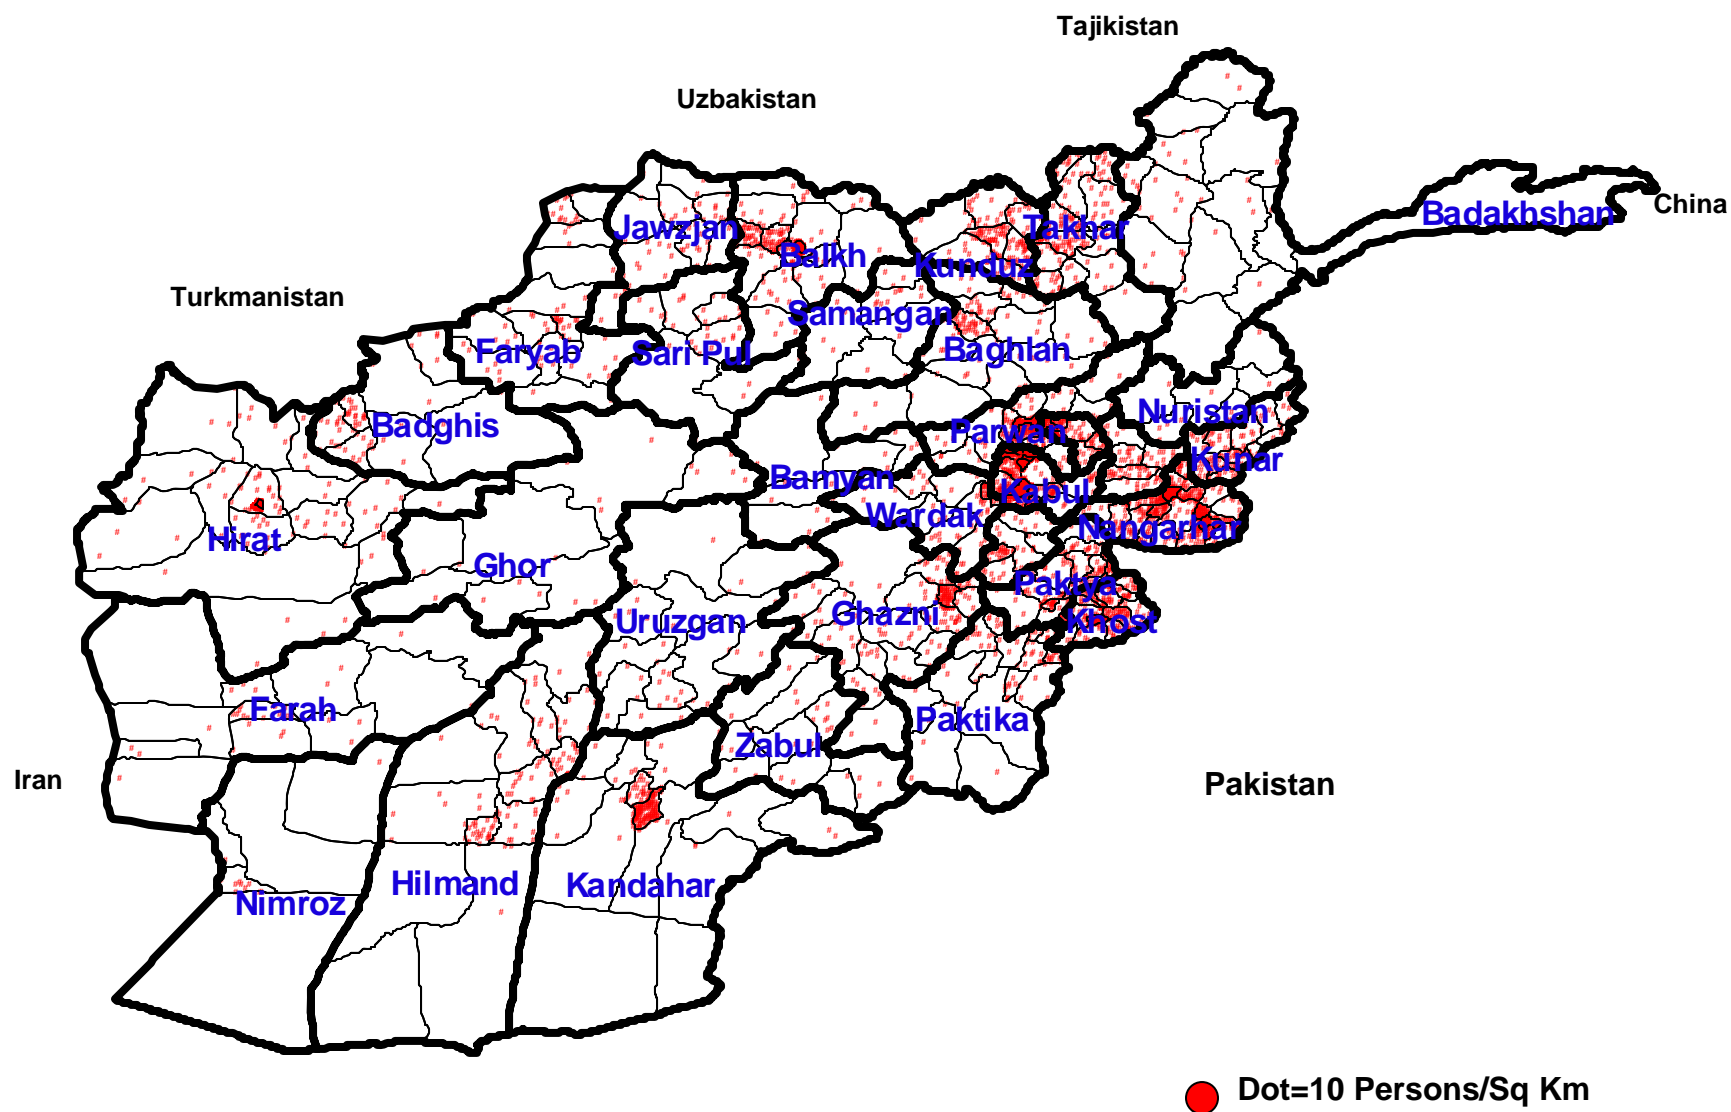 Tajikistan
Uzbakistan
China
Badakhshan
Jawzjan
Takhar
Balkh
Kunduz
Turkmanistan
Samangan
Faryab
Sari Pul
Baghlan
Badghis
Nuristan
Parwan
Kunar
Bamyan
Kabul
Wardak
Nangarhar
Hirat
Ghor
Paktya
Uruzgan
Ghazni
Khost
Farah
Paktika
Zabul
Iran
Pakistan
Hilmand
Kandahar
Nimroz
Dot=10 Persons/Sq Km